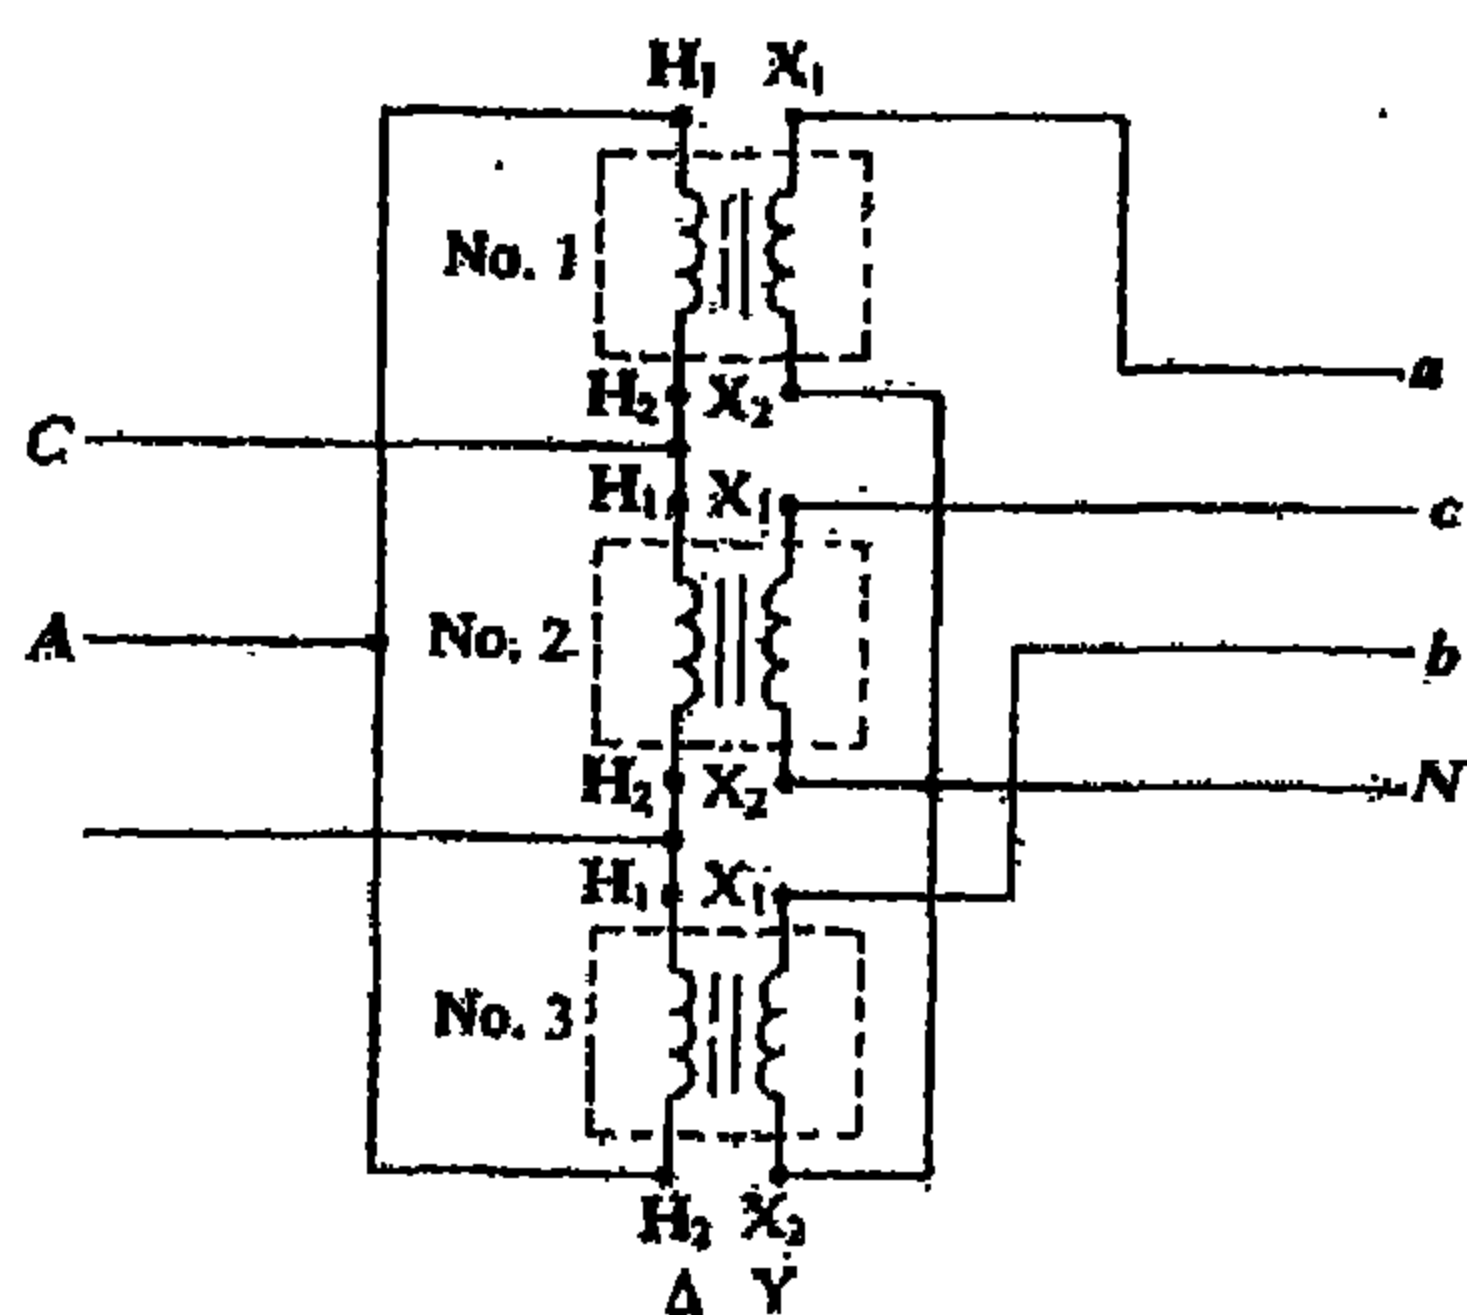 H₁ X₁
No. 1
a
H₂ X₂
C
H₁ X₁
c
A
No. 2
b
H₂ X₂
N
H₁ X₁
No. 3
H₂ X₂
Δ Y